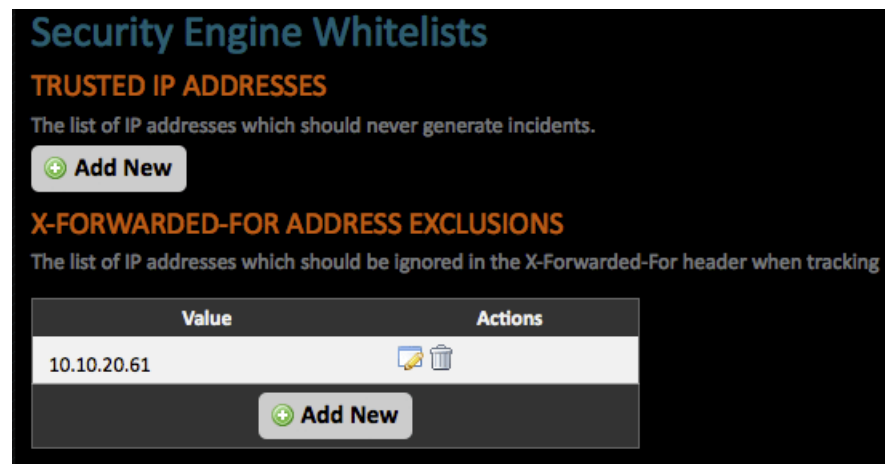 Security Engine Whitelists
TRUSTED IP ADDRESSES
The list of IP addresses which should never generate incidents.
Add New
X-FORWARDED-FOR ADDRESS EXCLUSIONS
The list of IP addresses which should be ignored in the X-Forwarded-For header when tracking
Value Actions
10.10.20.61
Add New